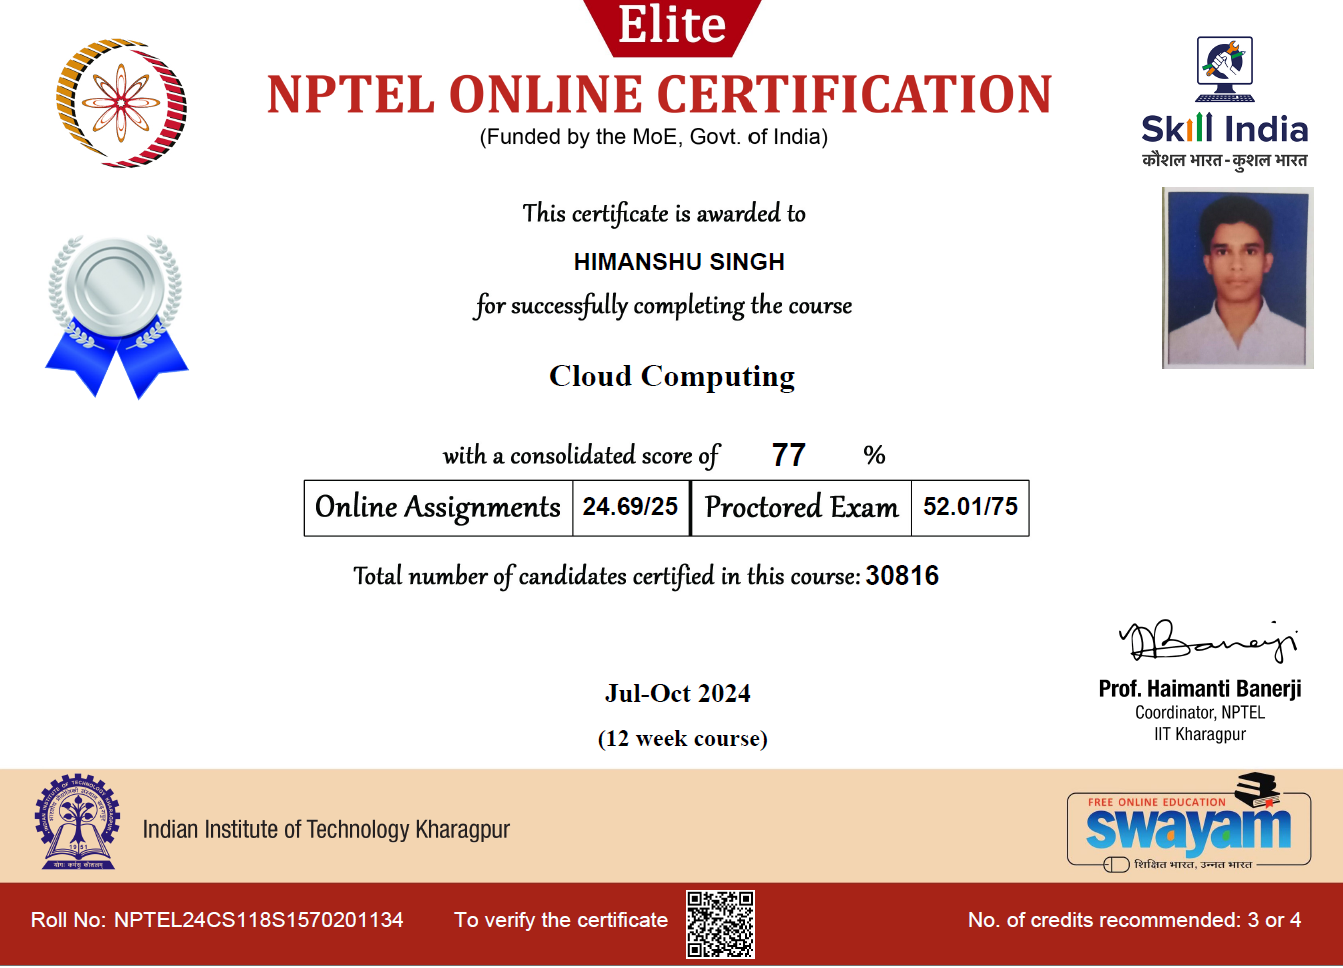 Elite
NPTEL ONLINE CERTIFICATION
(Funded by the MoE, Govt. of India)
Skill India
कौशल भारत - कुशल भारत
This certificate is awarded to
HIMANSHU SINGH
for successfully completing the course
Cloud Computing
with a consolidated score of 77 %
Online Assignments 24.69/25 Proctored Exam 52.01/75
Total number of candidates certified in this course: 30816
Prof. Haimanti Banerji
Coordinator, NPTEL
IIT Kharagpur
Jul-Oct 2024
(12 week course)
1951
Indian Institute of Technology Kharagpur
FREE ONLINE EDUCATION
swayam
शिक्षित भारत, उन्नत भारत
Roll No: NPTEL24CS118S1570201134 To verify the certificate No. of credits recommended: 3 or 4